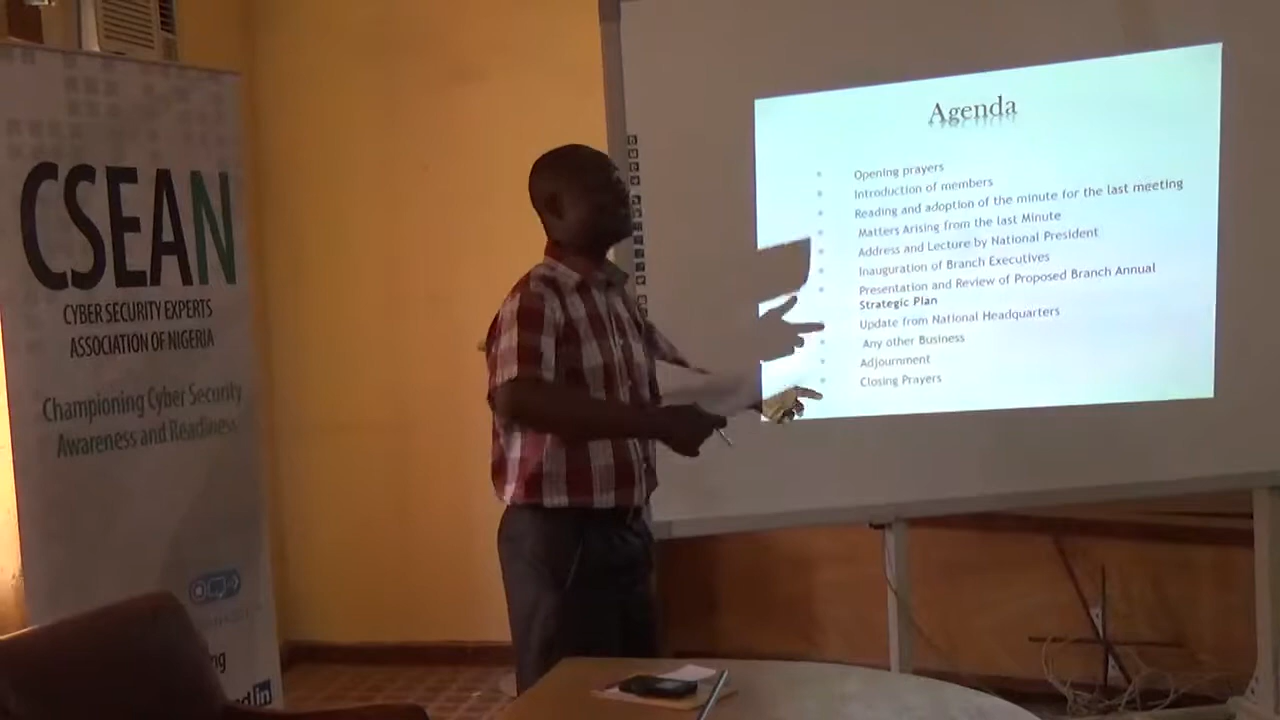 CSEAN
CYBER SECURITY EXPERTS
ASSOCIATION OF NIGERIA
Championing Cyber Security
Awareness and Readiness
in
Agenda
Opening prayers
Introduction of members
Reading and adoption of the minute for the last meeting
Matters Arising from the last Minute
Address and Lecture by National President
Inauguration of Branch Executives
Presentation and Review of Proposed Branch Annual
Strategic Plan
Update from National Headquarters
Any other Business
Adjournment
Closing Prayers